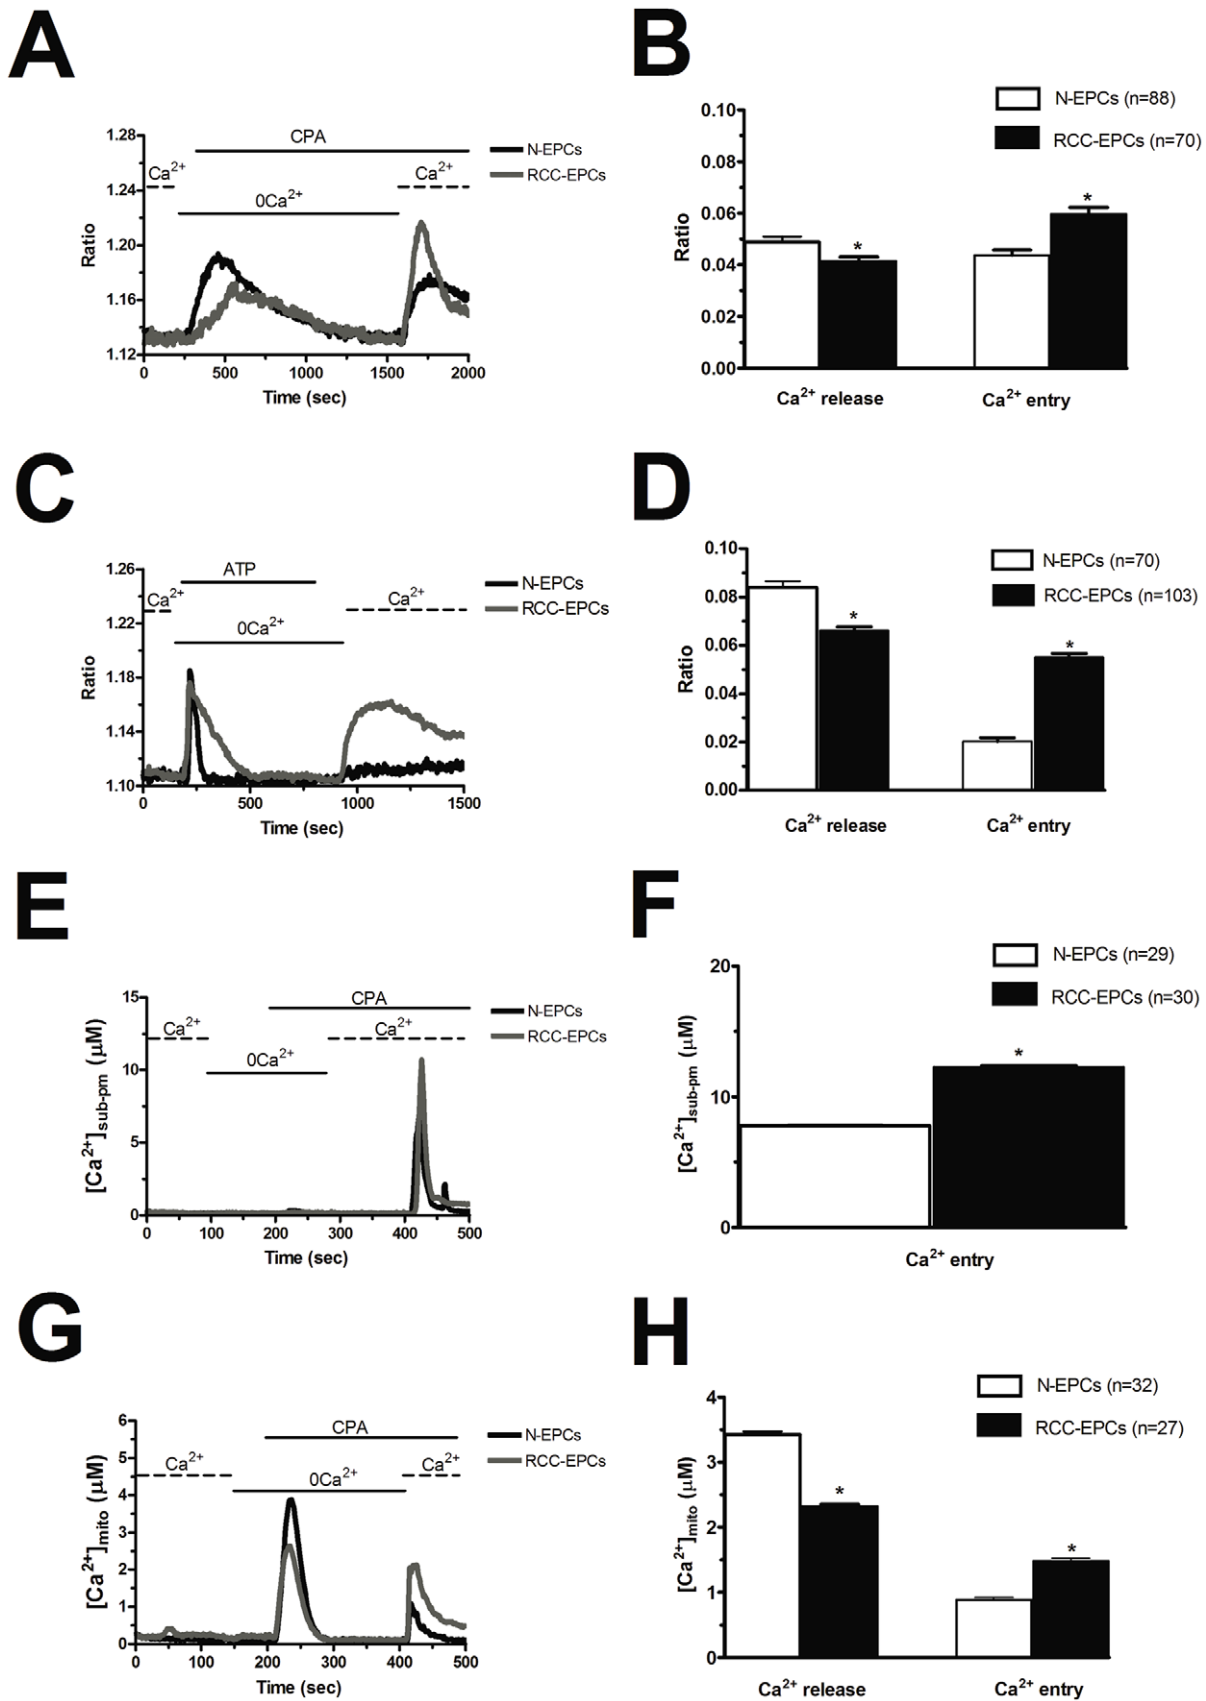 A
B
1.28
1.24
1.20
1.16
1.12
Ratio
CPA
Ca2+
Ca2+
0Ca2+
N-EPCs
RCC-EPCs
0
500
1000
1500
2000
Time (sec)
0.10
0.08
0.06
0.04
0.02
0.00
Ratio
N-EPCs (n=88)
RCC-EPCs (n=70)
*
*
Ca2+ release
Ca2+ entry
C
D
1.26
1.22
1.18
1.14
1.10
Ratio
ATP
Ca2+
Ca2+
0Ca2+
N-EPCs
RCC-EPCs
0
500
1000
1500
Time (sec)
0.10
0.08
0.06
0.04
0.02
0.00
Ratio
N-EPCs (n=70)
RCC-EPCs (n=103)
*
*
Ca2+ release
Ca2+ entry
E
F
15
10
5
0
[Ca2+]sub-pm (μM)
CPA
Ca2+
Ca2+
0Ca2+
N-EPCs
RCC-EPCs
0
100
200
300
400
500
Time (sec)
20
10
0
[Ca2+]sub-pm (μM)
N-EPCs (n=29)
RCC-EPCs (n=30)
*
Ca2+ entry
G
H
6
5
4
3
2
1
0
[Ca2+]mito (μM)
CPA
Ca2+
Ca2+
0Ca2+
N-EPCs
RCC-EPCs
0
100
200
300
400
500
Time (sec)
4
3
2
1
0
[Ca2+]mito (μM)
N-EPCs (n=32)
RCC-EPCs (n=27)
*
*
Ca2+ release
Ca2+ entry